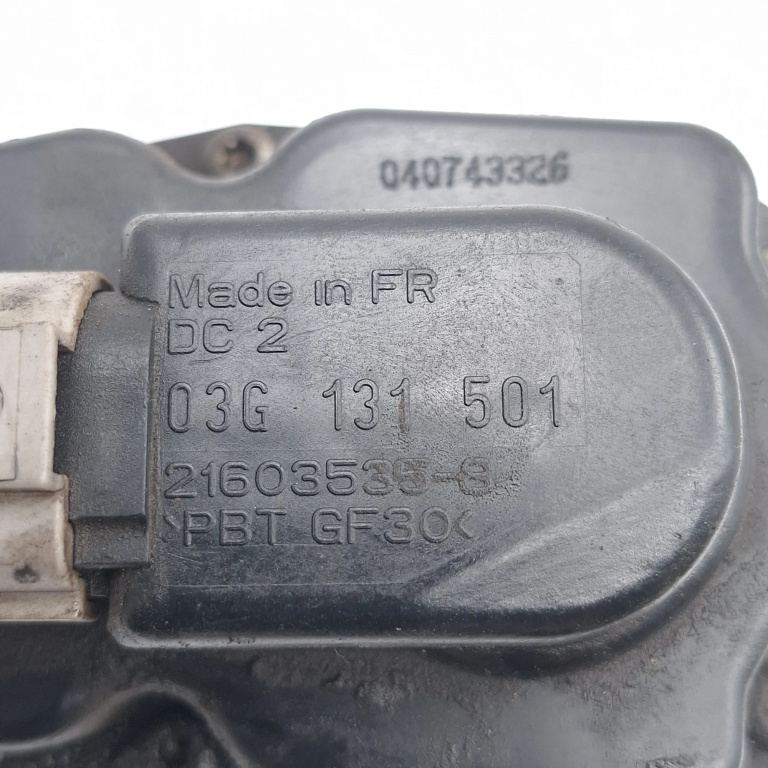 040743326
Made in FR
DC 2
03G 131 501
21603535-8
>PBT GF30<